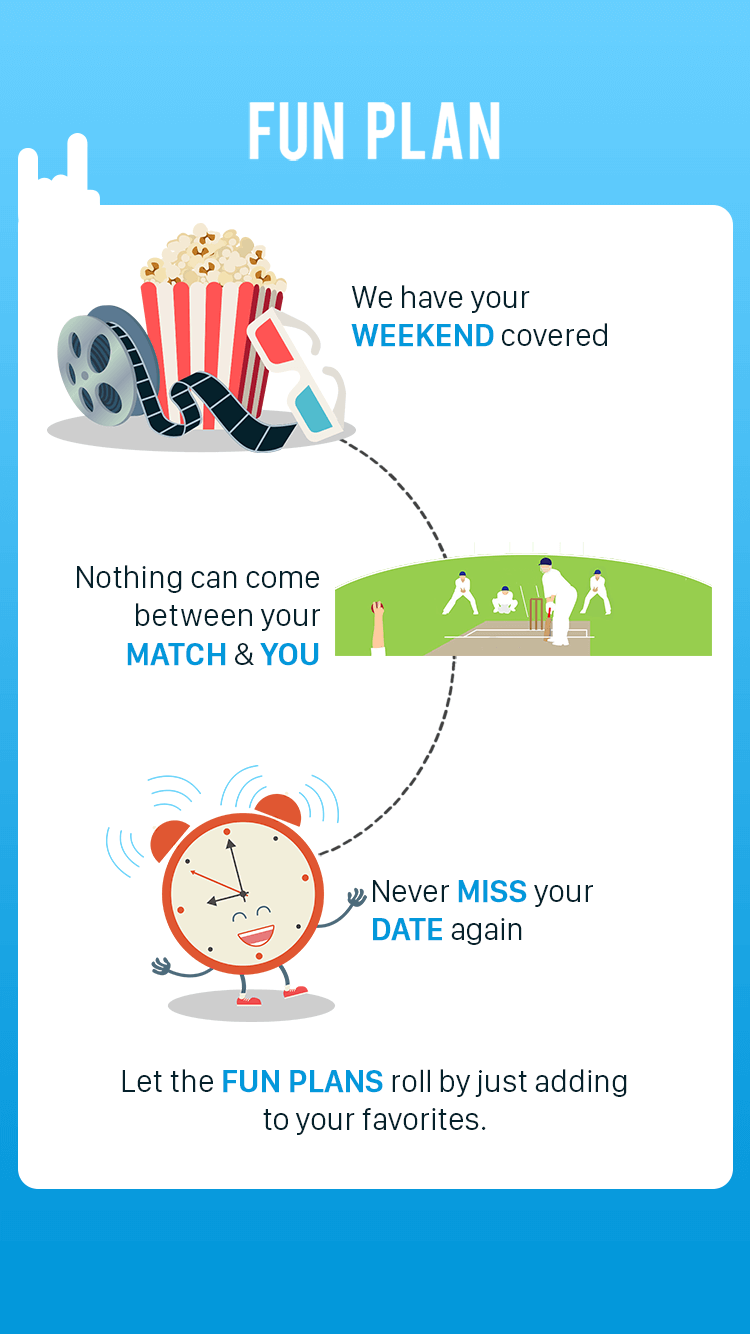 FUN PLAN
We have your
WEEKEND covered
Nothing can come
between your
MATCH & YOU
Never MISS your
DATE again
Let the FUN PLANS roll by just adding
to your favorites.